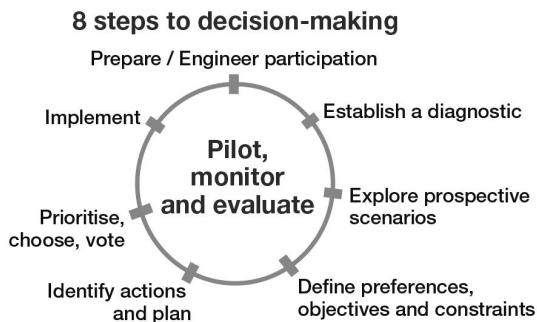 8 steps to decision-making
Prepare / Engineer participation
Establish a diagnostic
Explore prospective
scenarios
Define preferences,
objectives and constraints
Identify actions
and plan
Prioritise,
choose, vote
Implement
Pilot,
monitor
and evaluate